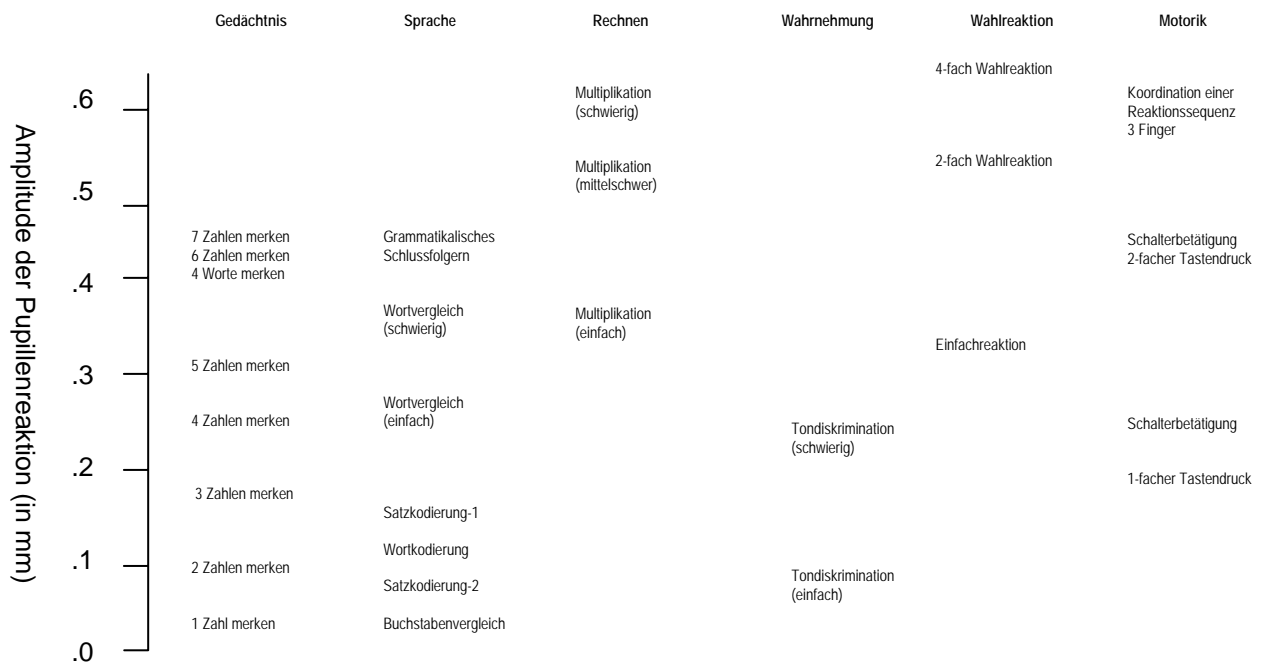 Gedächtnis
Sprache
Rechnen
Wahrnehmung
Wahlreaktion
Motorik
Amplitude der Pupillenreaktion (in mm)
.6
.5
.4
.3
.2
.1
.0
7 Zahlen merken
6 Zahlen merken
4 Worte merken
5 Zahlen merken
4 Zahlen merken
3 Zahlen merken
2 Zahlen merken
1 Zahl merken
Grammatikalisches
Schlussfolgern
Wortvergleich
(schwierig)
Wortvergleich
(einfach)
Satzkodierung-1
Wortkodierung
Satzkodierung-2
Buchstabenvergleich
Multiplikation
(schwierig)
Multiplikation
(mittelschwer)
Multiplikation
(einfach)
Tondiskrimination
(schwierig)
Tondiskrimination
(einfach)
4-fach Wahlreaktion
2-fach Wahlreaktion
Einfachreaktion
Koordination einer
Reaktionssequenz
3 Finger
Schalterbetätigung
2-facher Tastendruck
Schalterbetätigung
1-facher Tastendruck